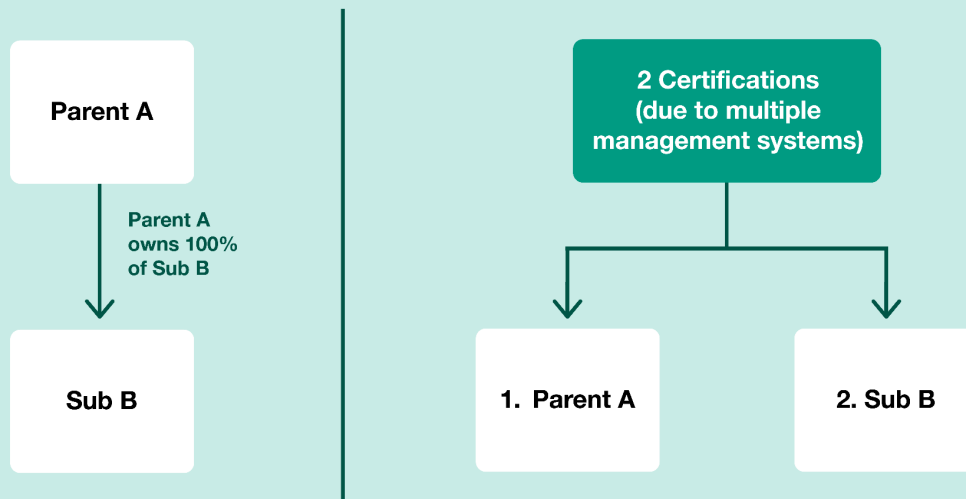 Parent A
Parent A
owns 100%
of Sub B
Sub B
2 Certifications
(due to multiple
management systems)
1. Parent A
2. Sub B